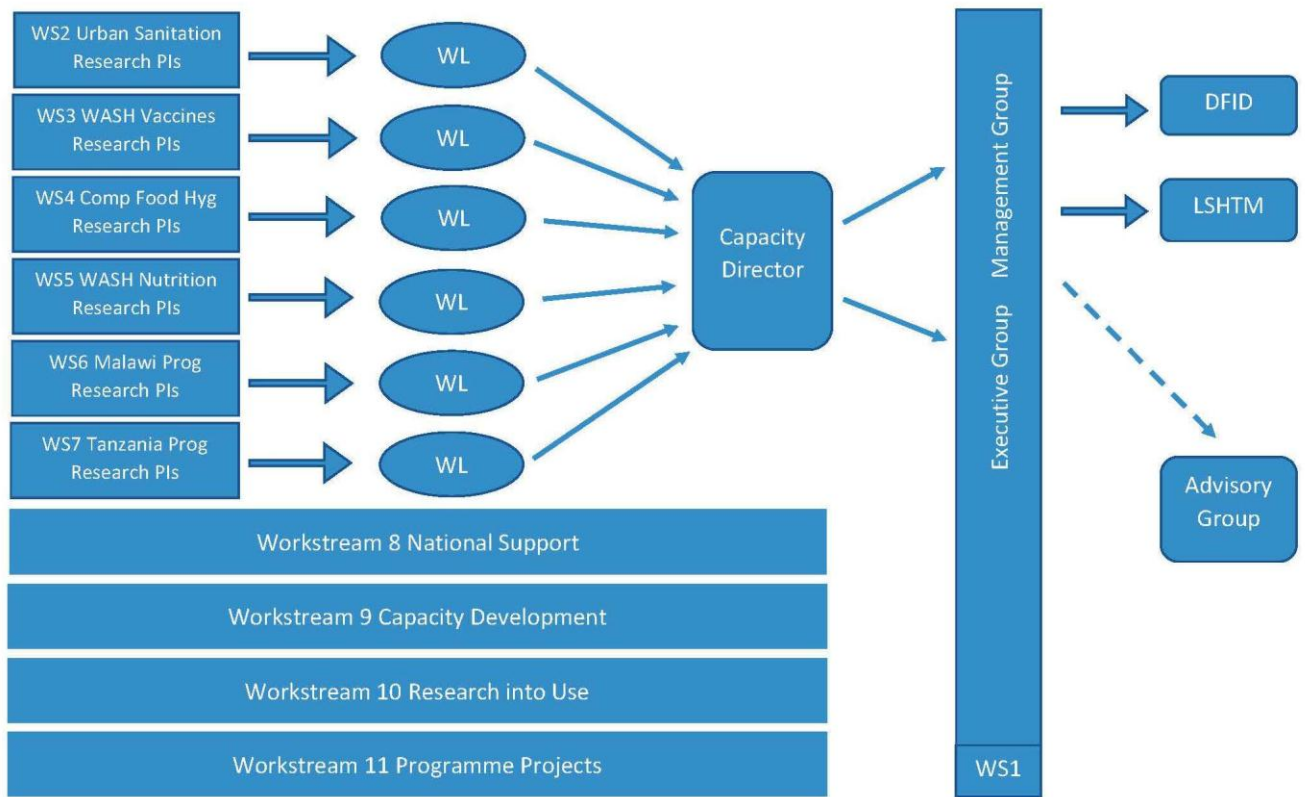 WS2 Urban Sanitation
Research PIs
WL
WS3 WASH Vaccines
Research PIs
WL
WS4 Comp Food Hyg
Research PIs
WL
WS5 WASH Nutrition
Research PIs
WL
WS6 Malawi Prog
Research PIs
WL
WS7 Tanzania Prog
Research PIs
WL
Capacity
Director
Executive Group Management Group
WS1
DFID
LSHTM
Advisory
Group
Workstream 8 National Support
Workstream 9 Capacity Development
Workstream 10 Research into Use
Workstream 11 Programme Projects